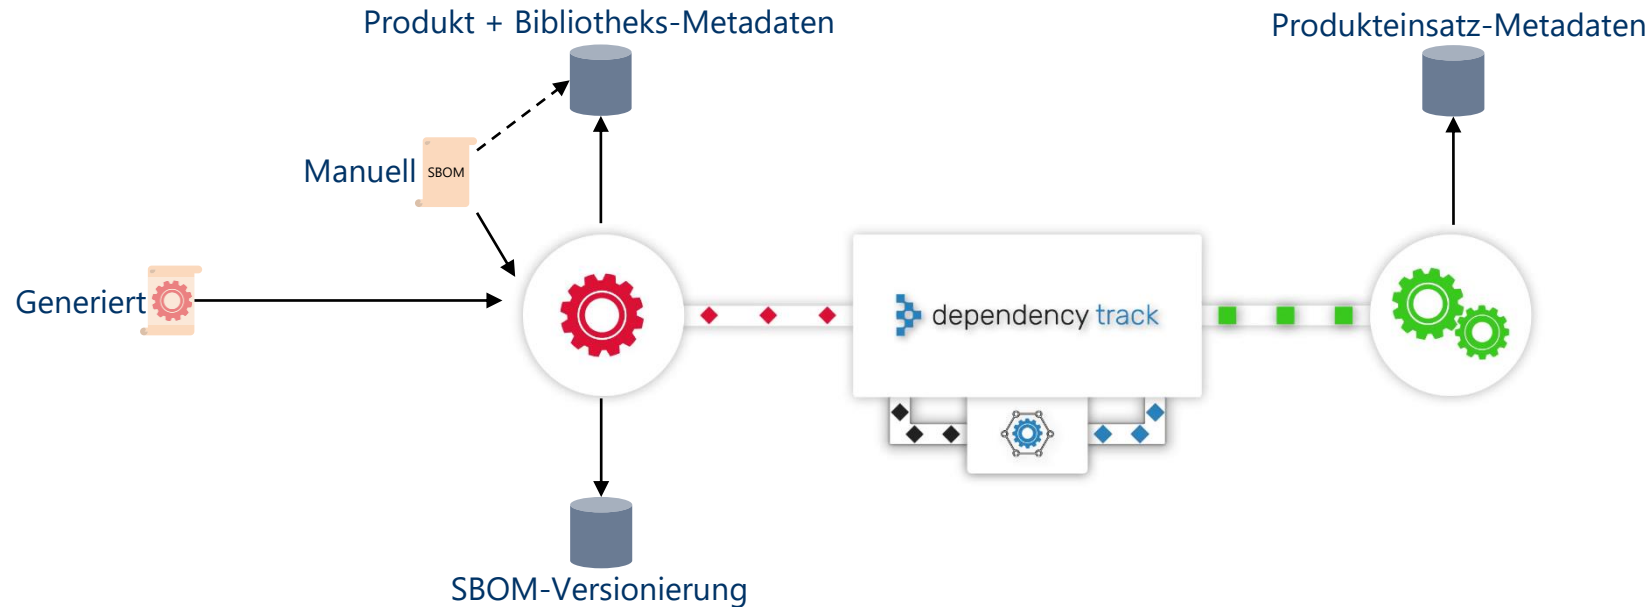 Produkt + Bibliotheks-Metadaten
Produkteinsatz-Metadaten
Manuell
SBOM
Generiert
dependency track
SBOM-Versionierung